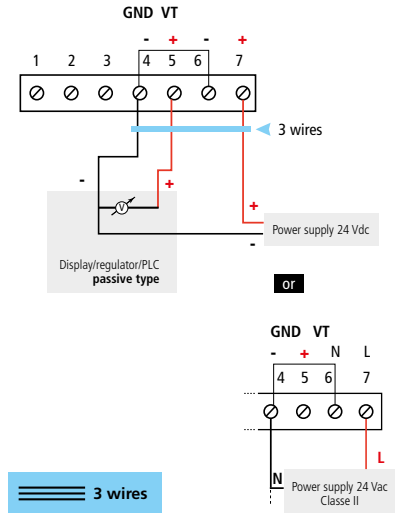 GND VT
- + - +
1 2 3 4 5 6 7
3 wires
-
+
V
+
Power supply 24 Vdc
-
Display/regulator/PLC
passive type
or
GND VT
- + N L
4 5 6 7
L
N
Power supply 24 Vac
Classe II
3 wires